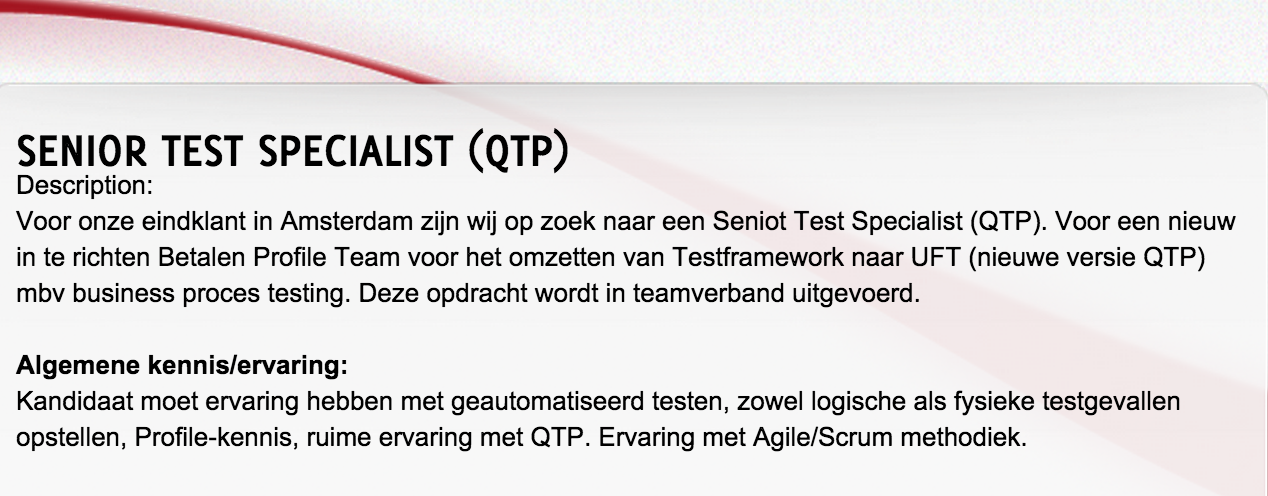 SENIOR TEST SPECIALIST (QTP)
Description:
Voor onze eindklant in Amsterdam zijn wij op zoek naar een Seniot Test Specialist (QTP). Voor een nieuw
in te richten Betalen Profile Team voor het omzetten van Testframework naar UFT (nieuwe versie QTP)
mbv business proces testing. Deze opdracht wordt in teamverband uitgevoerd.
Algemene kennis/ervaring:
Kandidaat moet ervaring hebben met geautomatiseerd testen, zowel logische als fysieke testgevallen
opstellen, Profile-kennis, ruime ervaring met QTP. Ervaring met Agile/Scrum methodiek.